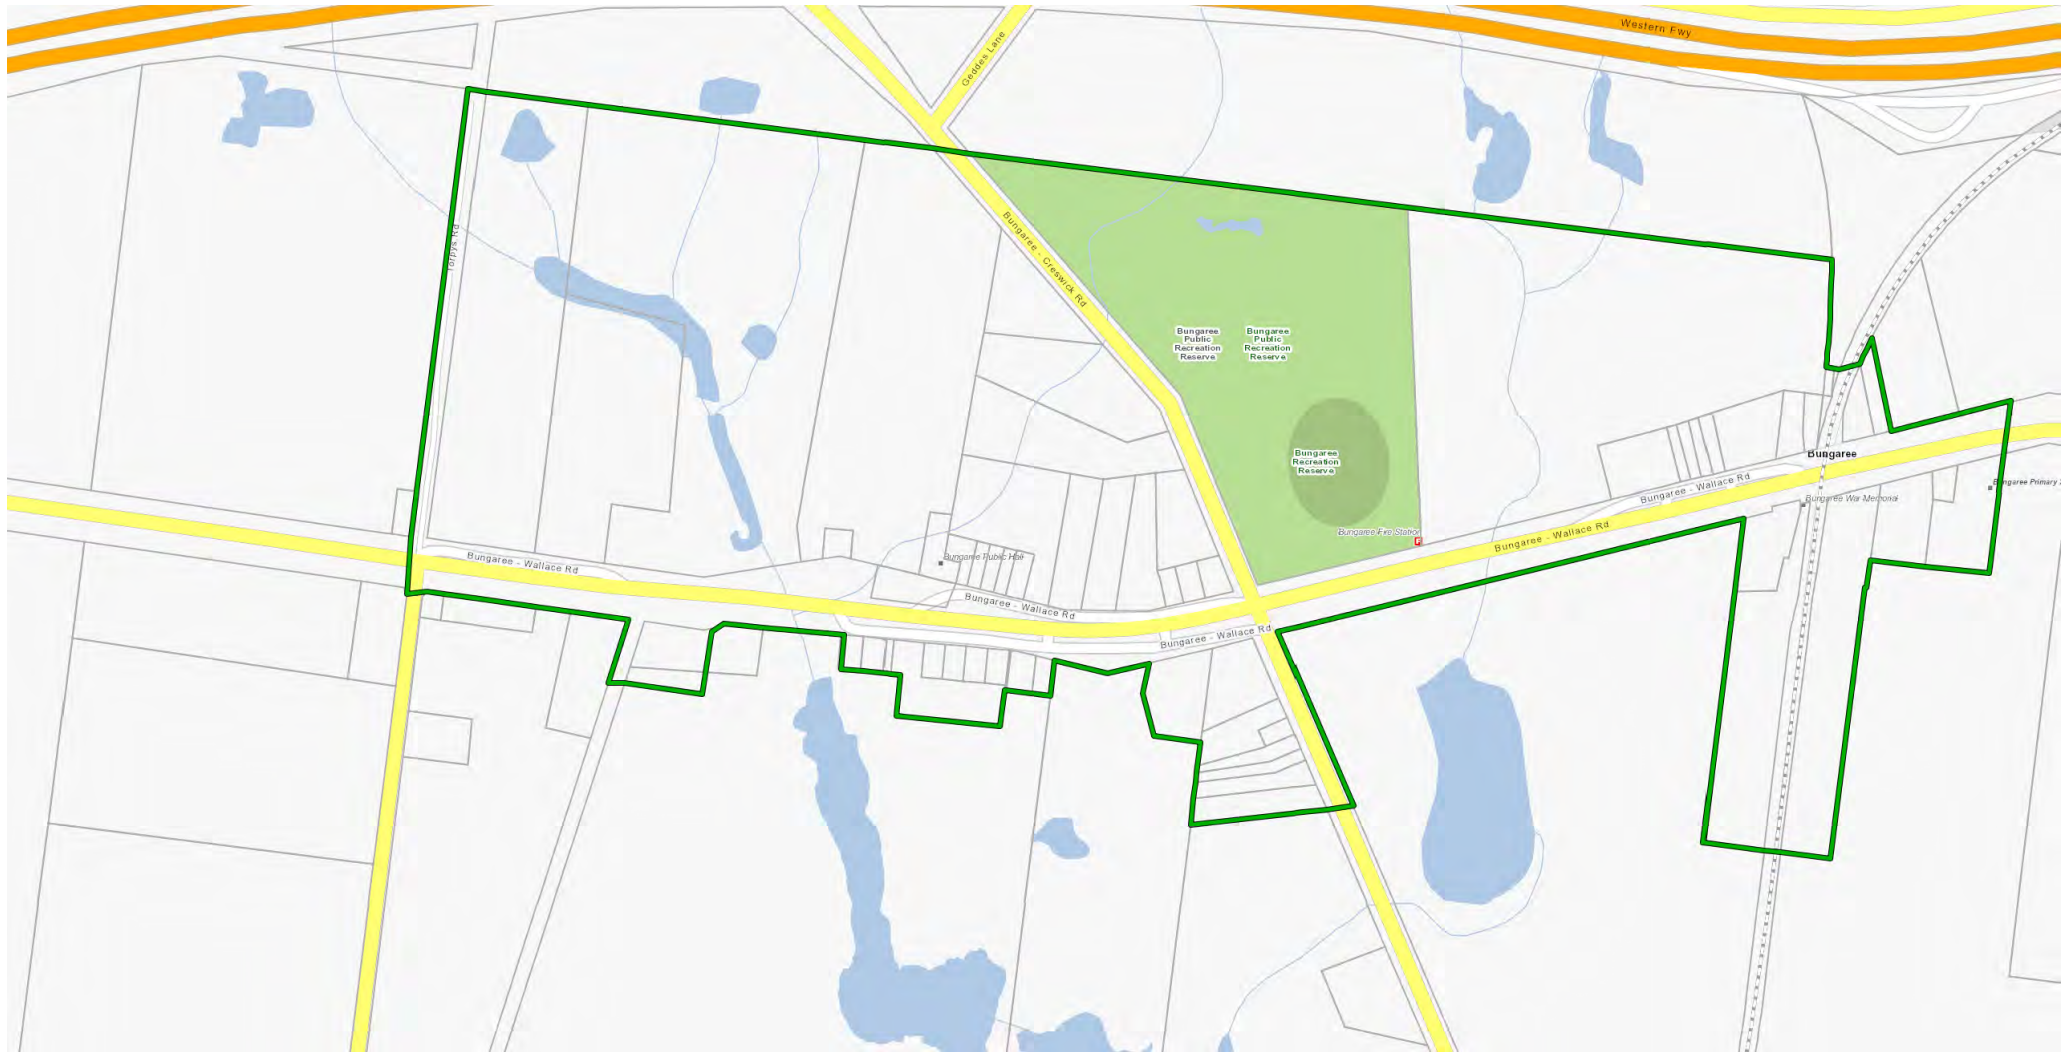 Western Fwy
Geddes Lane
Torpys Rd
Bungaree - Creswick Rd
Bungaree
Public
Recreation
Reserve
Bungaree
Public
Recreation
Reserve
Bungaree
Recreation
Reserve
Bungaree
Bungaree - Wallace Rd
Bungaree Primary
Bungaree War Memorial
Bungaree Fire Station
F
Bungaree - Wallace Rd
Bungaree Public Hall
Bungaree - Wallace Rd
Bungaree - Wallace Rd
Bungaree - Wallace Rd